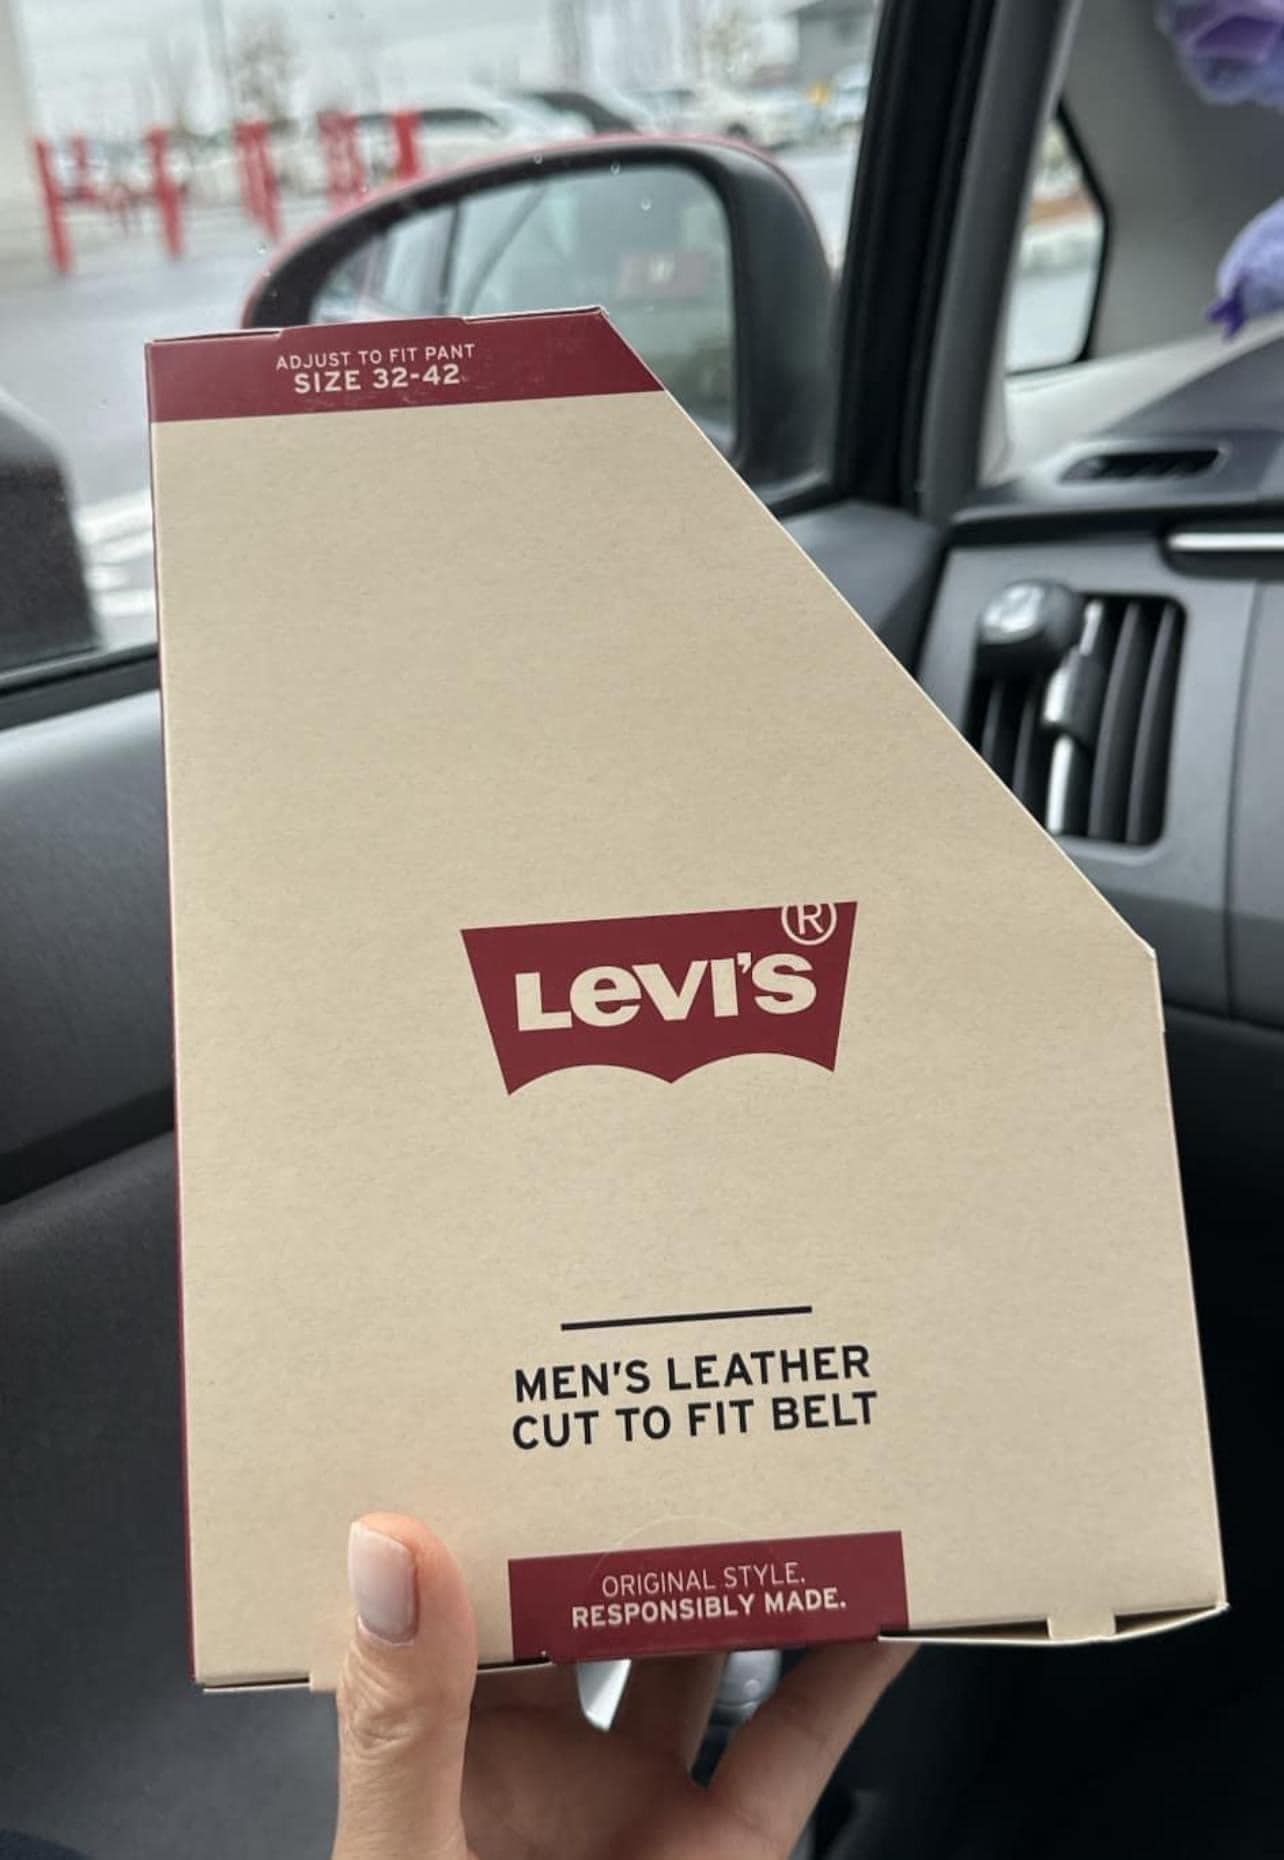 ADJUST TO FIT PANT
SIZE 32-42
LEVI'S®
MEN'S LEATHER
CUT TO FIT BELT
ORIGINAL STYLE.
RESPONSIBLY MADE.